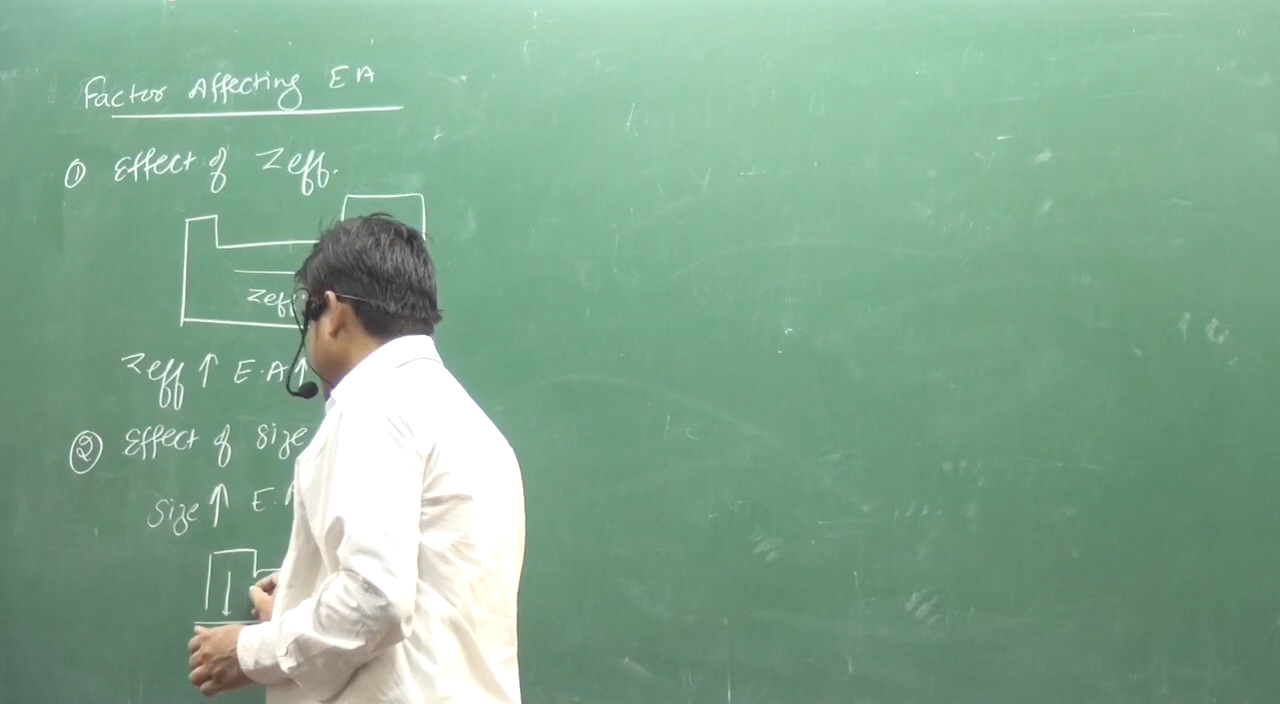 Factor Affecting EA
① Effect of Zeff.
Zeff
Zeff ↑ E.A ↑
② Effect of Size
Size ↑ E.